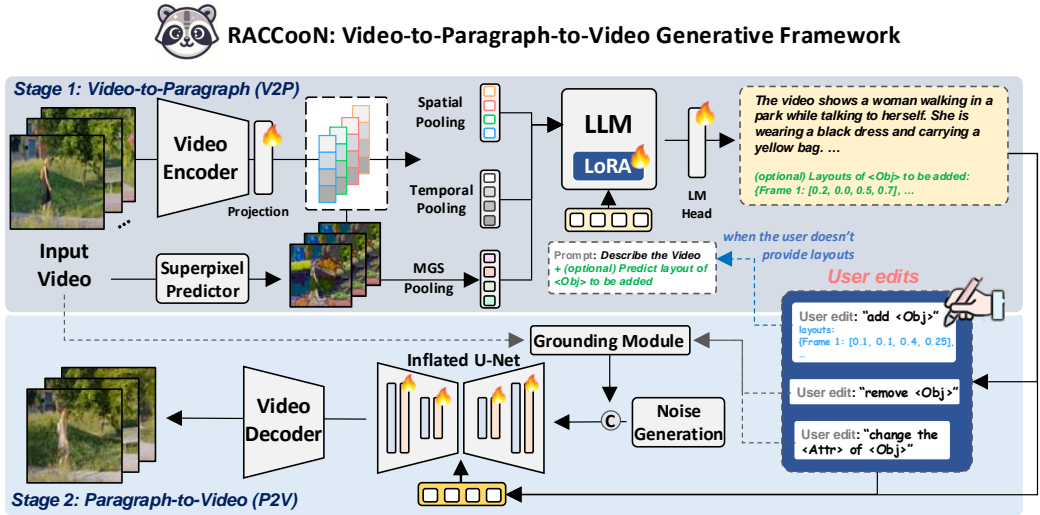 RACCooN: Video-to-Paragraph-to-Video Generative Framework
Stage 1: Video-to-Paragraph (V2P)
Video
Encoder
Projection
...
Input
Video
Superpixel
Predictor
Spatial
Pooling
Temporal
Pooling
MGS
Pooling
LLM
LoRA
LM
Head
The video shows a woman walking in a
park while talking to herself. She is
wearing a black dress and carrying a
yellow bag. ...
(optional) Layouts of <Obj> to be added:
{Frame 1: [0.2, 0.0, 0.5, 0.7], ...
Prompt: Describe the Video
+ (optional) Predict layout of
<Obj> to be added
when the user doesn't
provide layouts
User edits
User edit: "add <Obj>"
layouts:
{Frame 1: [0.1, 0.1, 0.4, 0.25],
...
User edit: "remove <Obj>"
User edit: "change the
<Attr> of <Obj>"
Grounding Module
Inflated U-Net
C
Noise
Generation
Video
Decoder
Stage 2: Paragraph-to-Video (P2V)